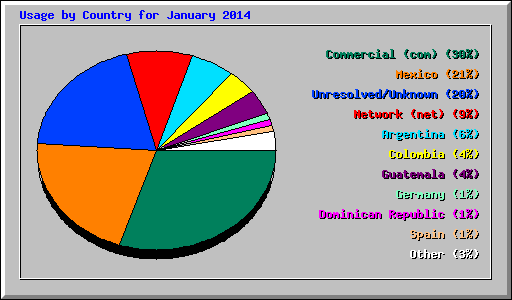 Usage by Country for January 2014
Commercial (com) (30%)
Mexico (21%)
Unresolved/Unknown (20%)
Network (net) (9%)
Argentina (6%)
Colombia (4%)
Guatemala (4%)
Germany (1%)
Dominican Republic (1%)
Spain (1%)
Other (3%)